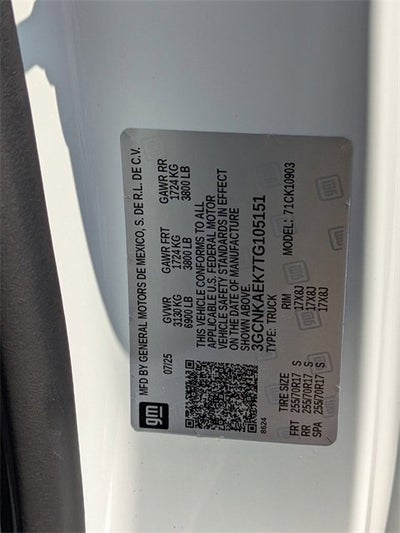 gm
MFD BY GENERAL MOTORS DE MEXICO, S. DE R.L. DE C.V.
07/25 GVWR GAWR FRT GAWR RR
3130 KG 1724 KG 1724 KG
6900 LB 3800 LB 3800 LB
THIS VEHICLE CONFORMS TO ALL
APPLICABLE FEDERAL MOTOR
VEHICLE SAFETY STANDARDS IN EFFECT
ON THE DATE OF MANUFACTURE
SHOWN ABOVE.
3GCNKAEK7TG105151
TYPE: TRUCK MODEL: 71CK10903
8624
TIRE SIZE RIM
FRT 255/70R17 S 17X8J
RR 255/70R17 S 17X8J
SPA 255/70R17 S 17X8J